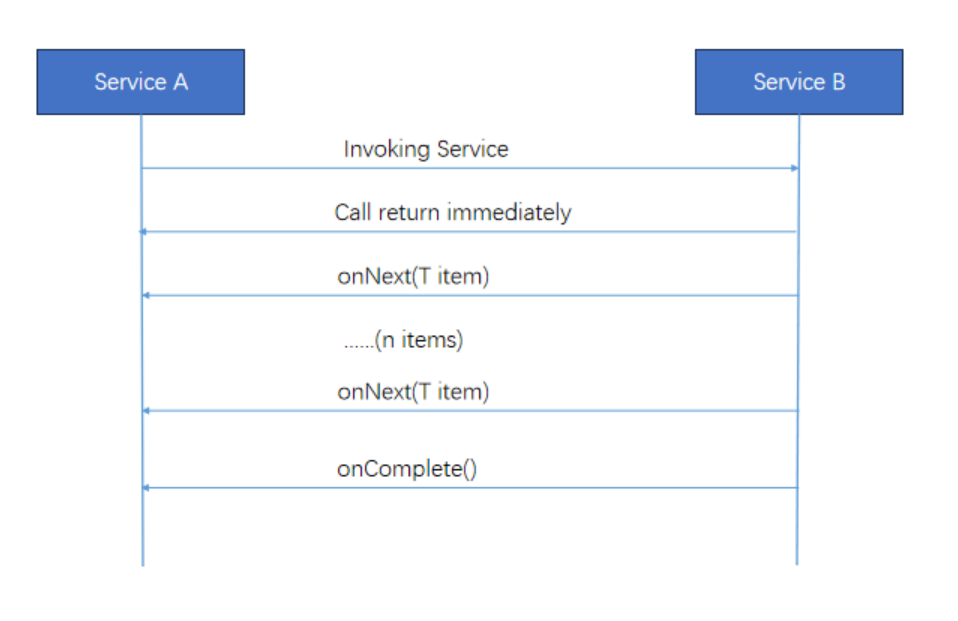 Service A
Service B
Invoking Service
Call return immediately
onNext(T item)
......(n items)
onNext(T item)
onComplete()